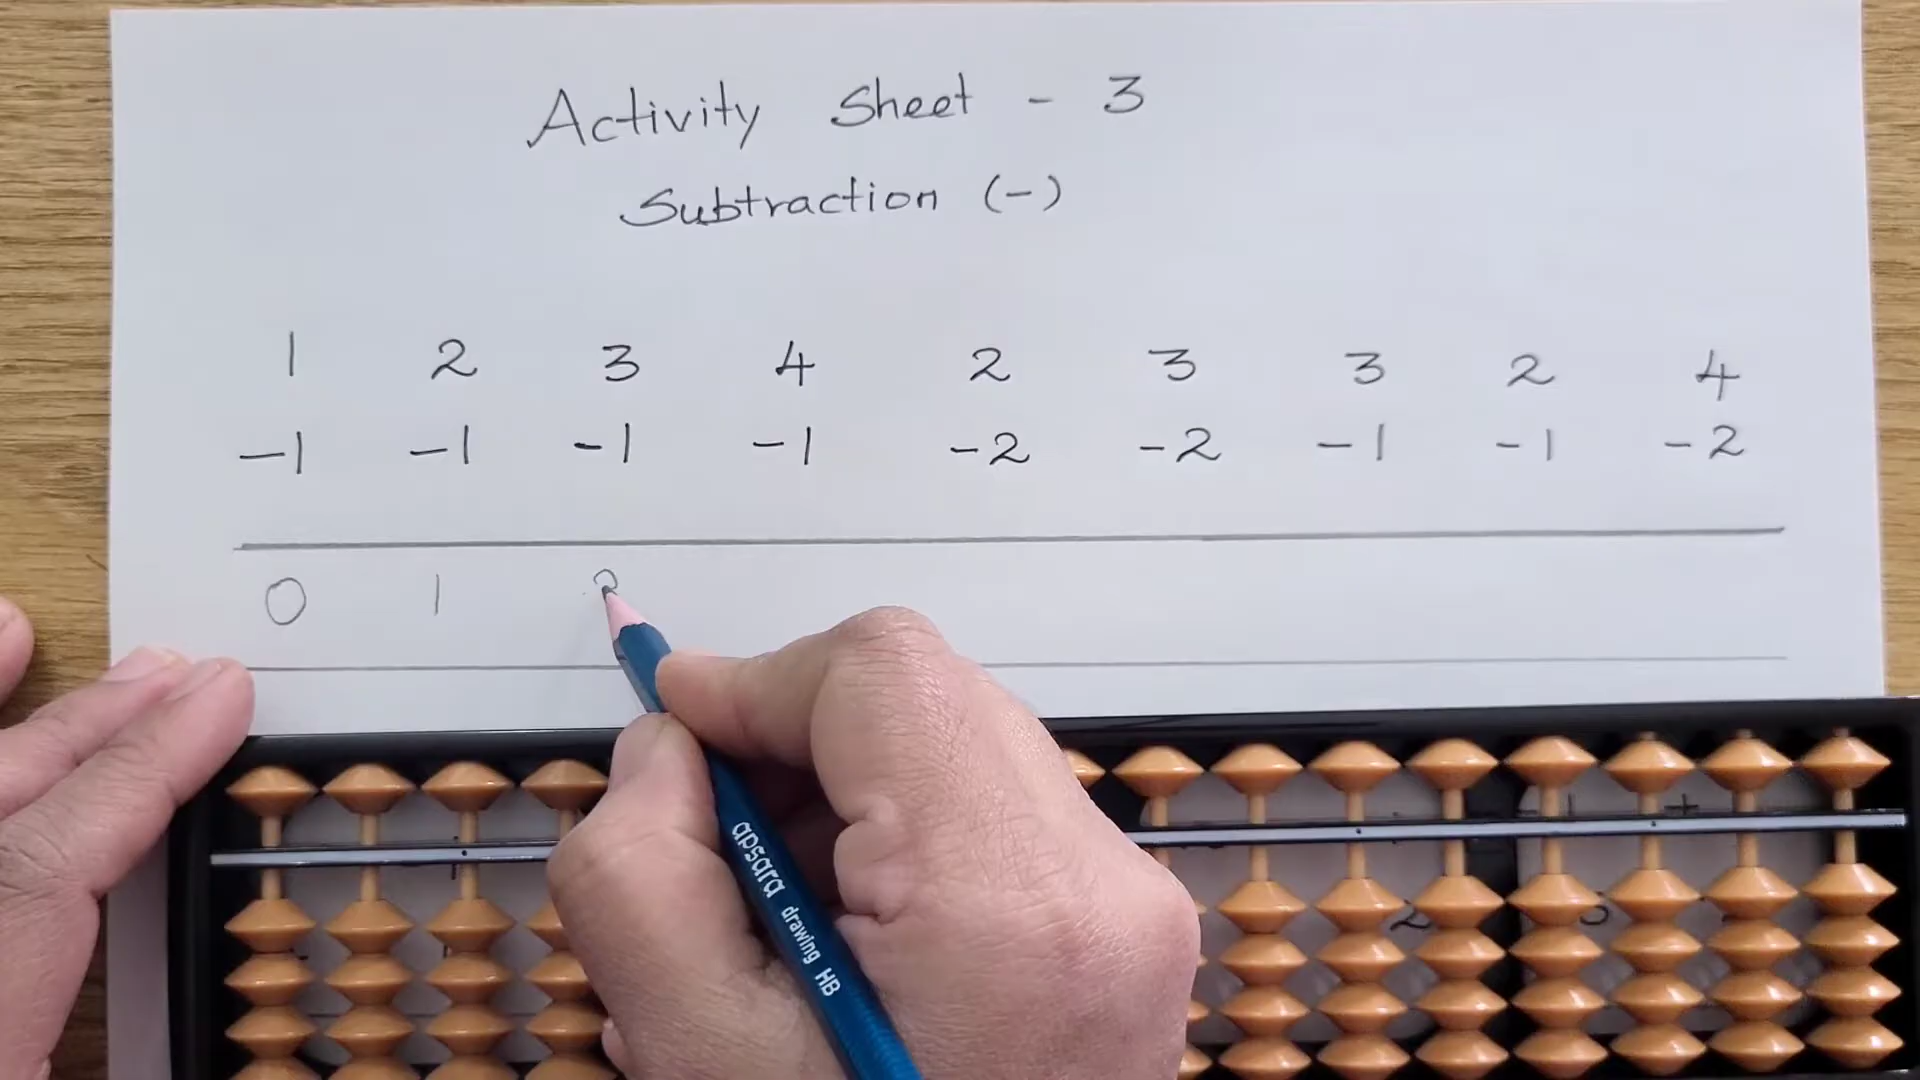 Activity Sheet - 3
Subtraction (-)
1 2 3 4 2 3 3 2 4
-1 -1 -1 -1 -2 -2 -1 -1 -2
0 1 2
apsara drawing HB